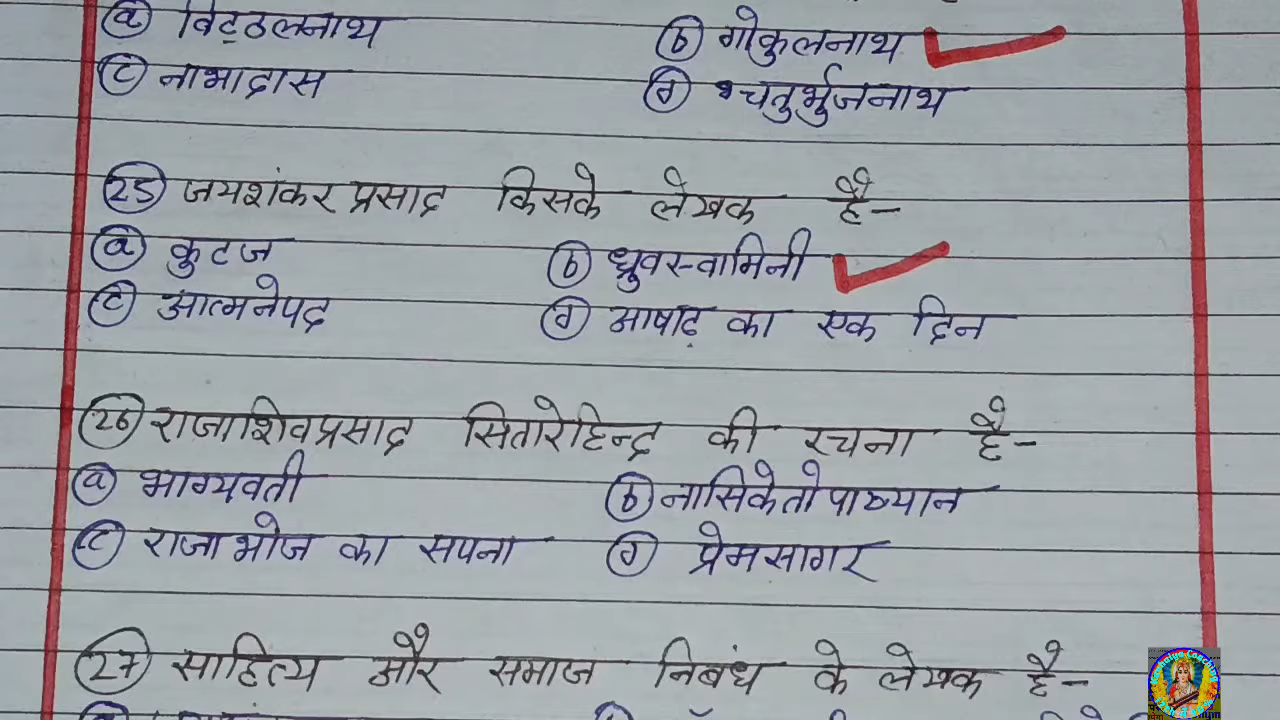 (a) विट्ठलनाथ (b) गोकुलनाथ
(c) नाभादास (d) चतुर्भुजनाथ
(25) जयशंकर प्रसाद किसके लेखक है-
(a) कुटज (b) ध्रुवस्वामिनी
(c) आत्मनेपद (d) आषाढ़ का एक दिन
(26) राजाशिवप्रसाद सितारेहिन्द की रचना है-
(a) भाग्यवती (b) नासिकेतोपाख्यान
(c) राजा भोज का सपना (d) प्रेमसागर
(27) साहित्य और समाज निबंध के लेखक है-